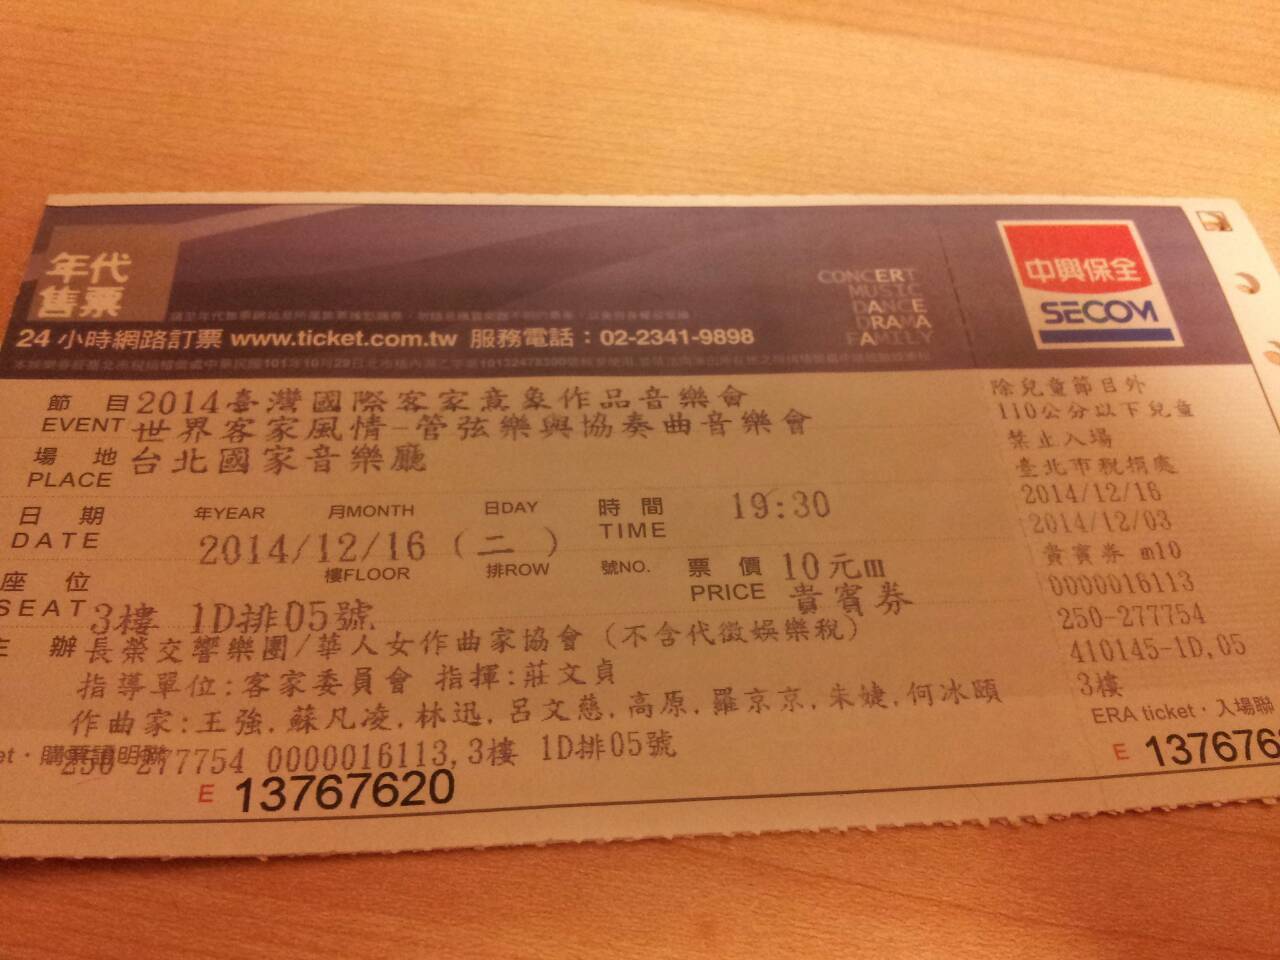 年代
售票
CONCERT
MUSIC
DANCE
DRAMA
FAMILY
中興保全
SECOM
24 小時網路訂票 www.ticket.com.tw 服務電話：02-2341-9898
節 目 2014臺灣國際客家意象作品音樂會
EVENT 世界客家風情-管弦樂與協奏曲音樂會
場 地 台北國家音樂廳
PLACE
日 期 年YEAR 月MONTH 日DAY 時 間 19:30
DATE 2014/12/16 (二 ) TIME
座 位 樓FLOOR 排ROW 號NO. 票 價 10元m
SEAT 3樓 1D排05號 PRICE 貴賓券
主 辦 長榮交響樂團/華人女作曲家協會 (不含代徵娛樂稅)
指導單位:客家委員會 指揮:莊文貞
作曲家:王強,蘇凡凌,林迅,呂文慈,高原,羅京京,朱婕,何冰頤
et・購票證明聯
250-277754 0000016113,3樓 1D排05號
E 13767620
除兒童節目外
110公分以下兒童
禁止入場
臺北市稅捐處
2014/12/16
2014/12/03
貴賓券 m10
0000016113
250-277754
410145-1D,05
3樓
ERA ticket・入場聯
E 1376762